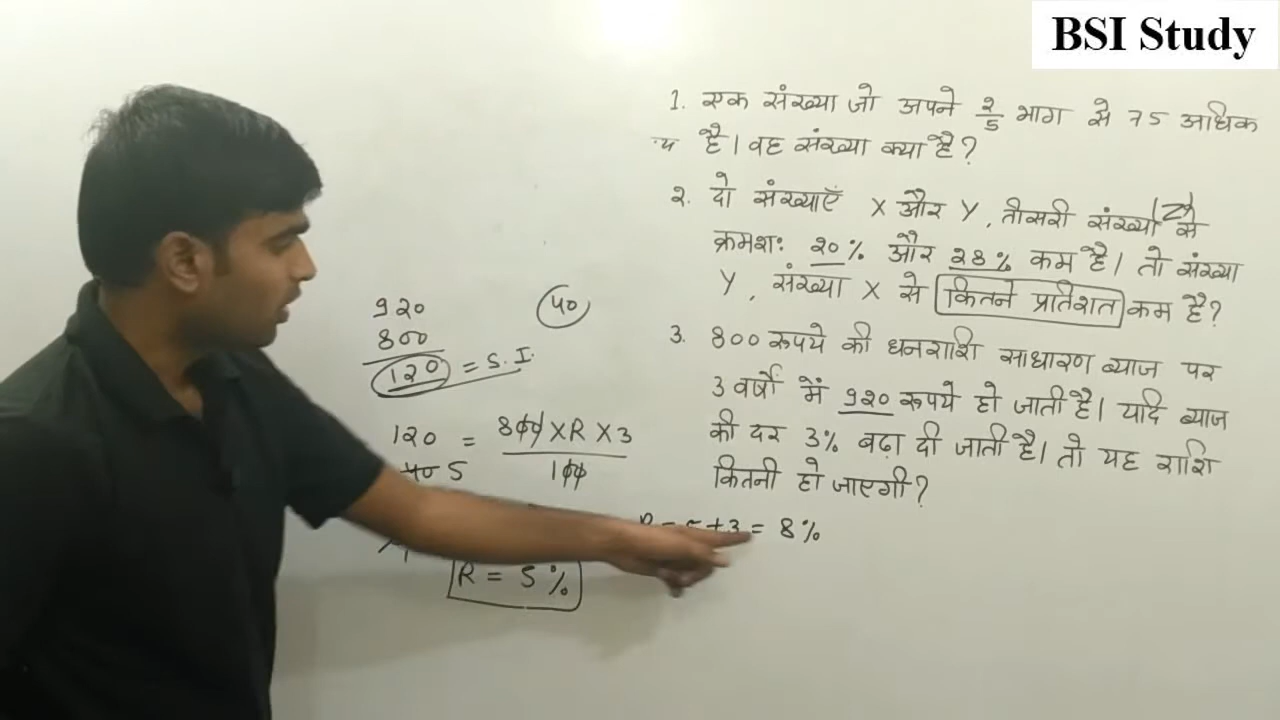 BSI Study
1. एक संख्या जो अपने 2/5 भाग से 75 अधिक
है। वह संख्या क्या है?
2. दो संख्याएँ X और Y, तीसरी संख्या (Z) से
क्रमशः 20% और 28% कम है। तो संख्या
Y, संख्या X से कितने प्रतिशत कम है?
3. 800 रूपये की धनराशि साधारण ब्याज पर
3 वर्षों में 920 रूपये हो जाती है। यदि ब्याज
की दर 3% बढ़ा दी जाती है। तो यह राशि
कितनी हो जाएगी?
920
800
120 = S.I.
40
120 = 800 X R X 3
100
40 5
R = 5%
+3 = 8%